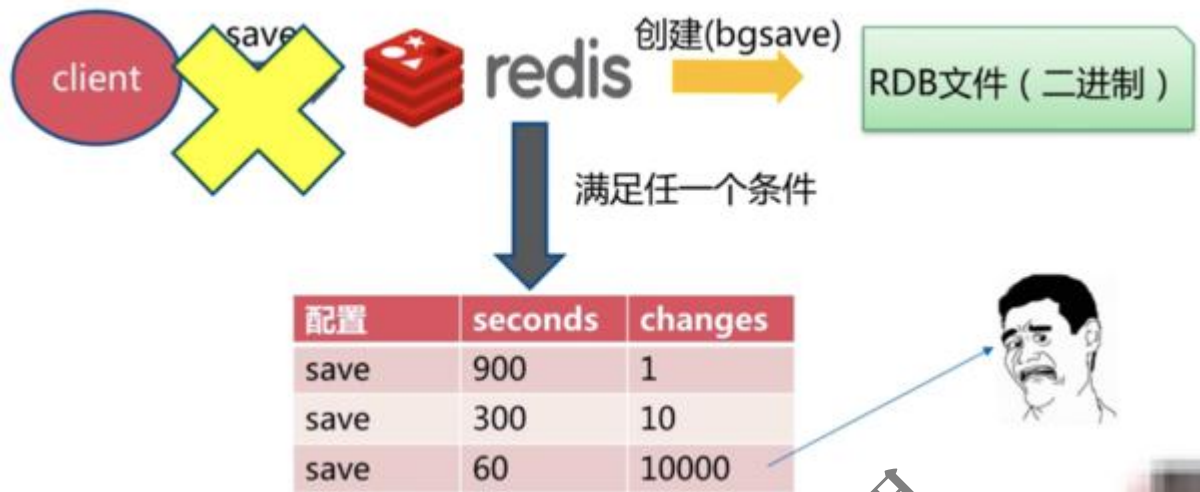 client
save
redis
创建(bgsave)
RDB文件（二进制）
满足任一个条件
配置 seconds changes
save 900 1
save 300 10
save 60 10000